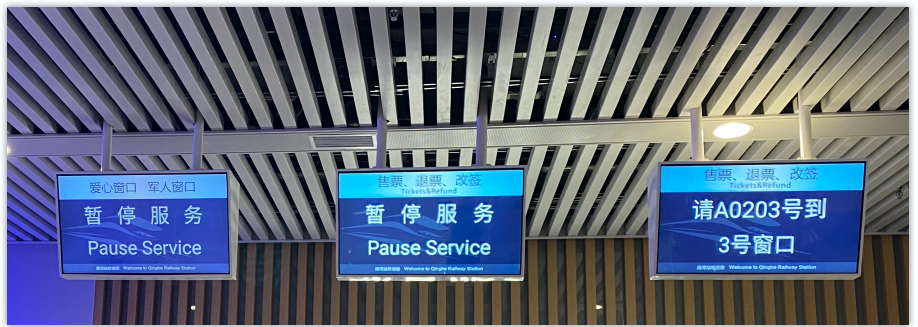 爱心窗口 军人窗口
暂停服务
Pause Service
清河站欢迎您 Welcome to Qinghe Railway Station
售票、退票、改签
Tickets&Refund
暂停服务
Pause Service
清河站欢迎您 Welcome to Qinghe Railway Station
售票、退票、改签
Tickets&Refund
请A0203号到
3号窗口
清河站欢迎您 Welcome to Qinghe Railway Station